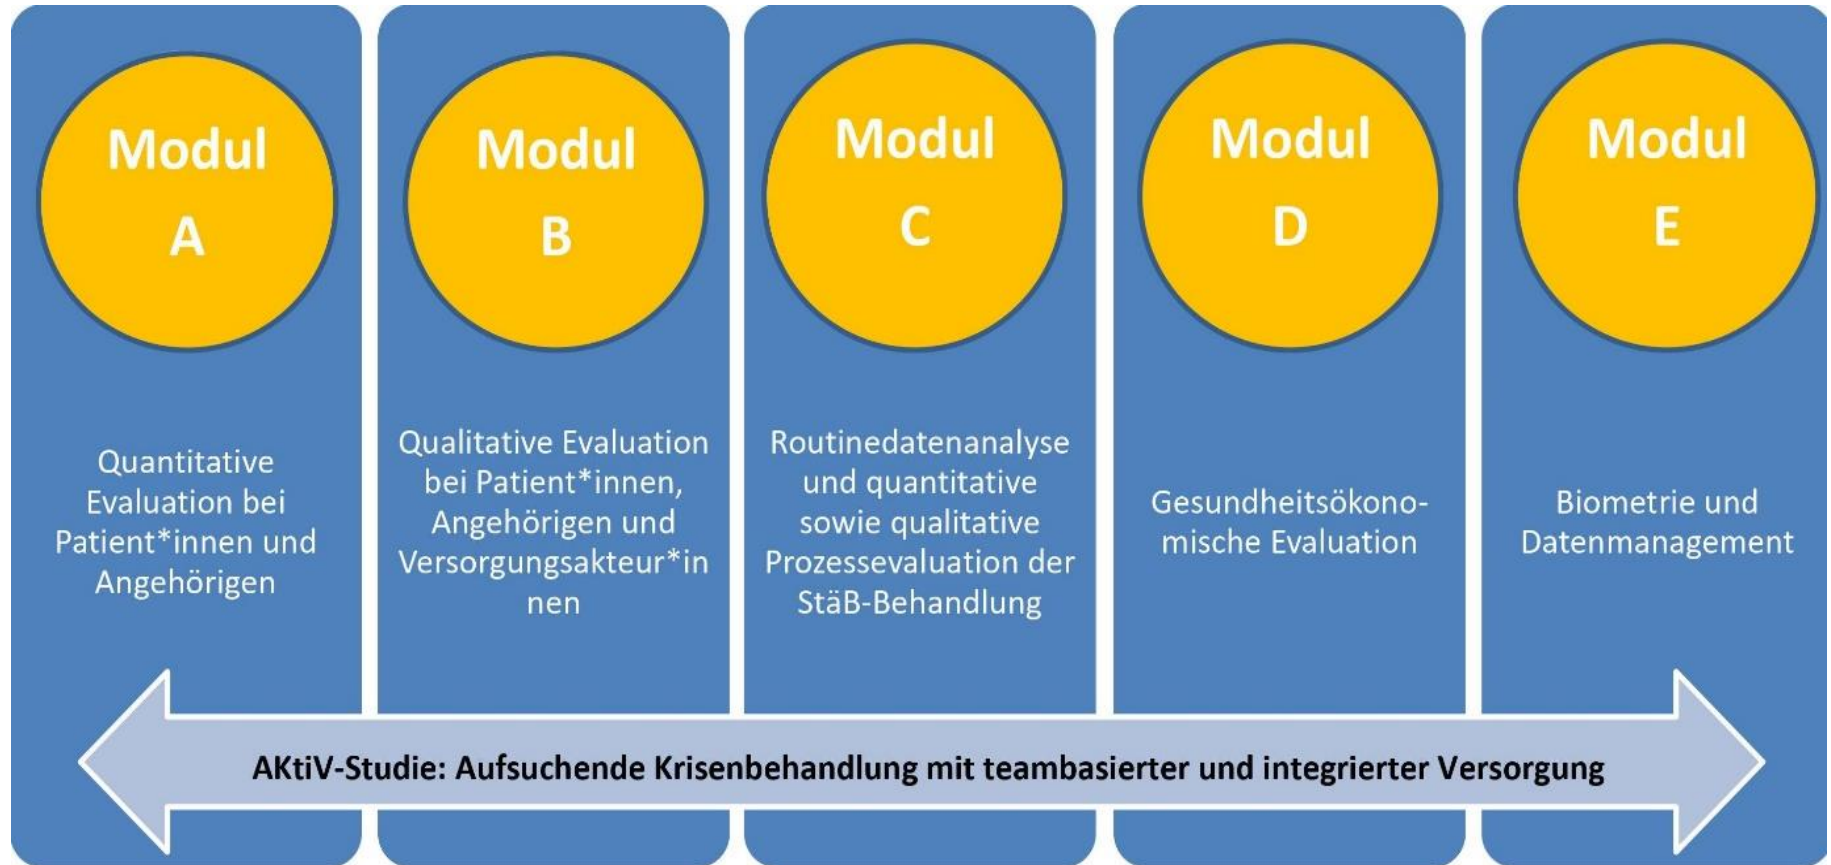 Modul
A
Quantitative
Evaluation bei
Patient*innen und
Angehörigen
Modul
B
Qualitative Evaluation
bei Patient*innen,
Angehörigen und
Versorgungsakteur*in
nen
Modul
C
Routinedatenanalyse
und quantitative
sowie qualitative
Prozessevaluation der
StäB-Behandlung
Modul
D
Gesundheitsökono-
mische Evaluation
Modul
E
Biometrie und
Datenmanagement
AKtiV-Studie: Aufsuchende Krisenbehandlung mit teambasierter und integrierter Versorgung